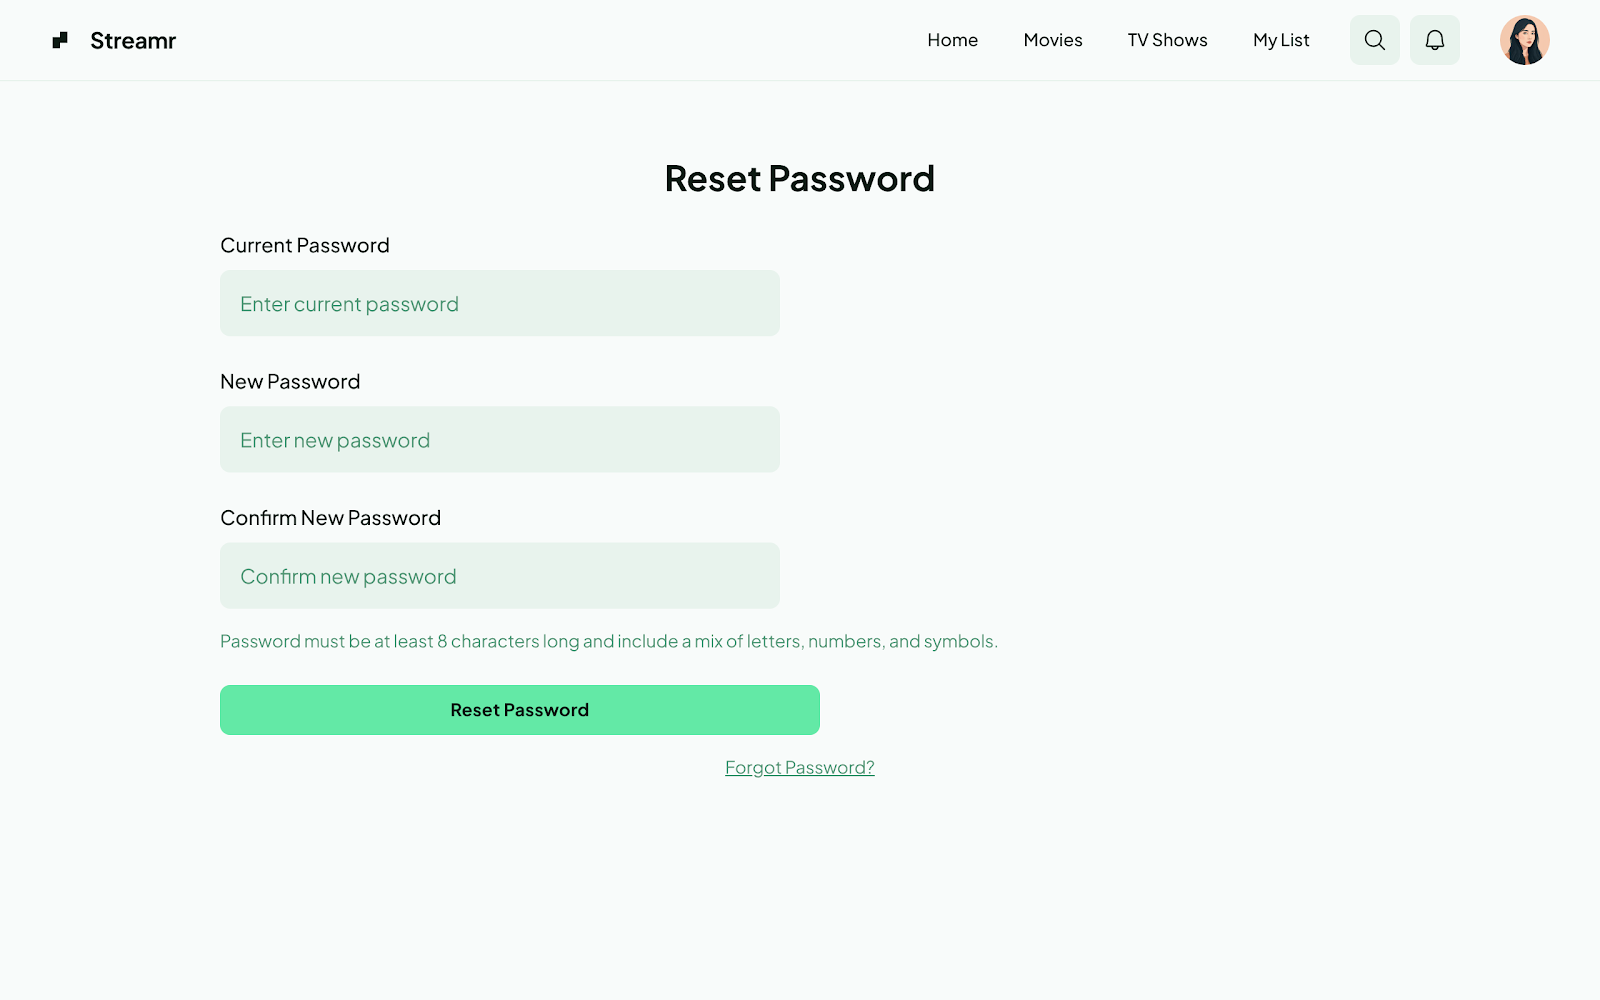 Streamr
Home
Movies
TV Shows
My List
Reset Password
Current Password
Enter current password
New Password
Enter new password
Confirm New Password
Confirm new password
Password must be at least 8 characters long and include a mix of letters, numbers, and symbols.
Reset Password
Forgot Password?